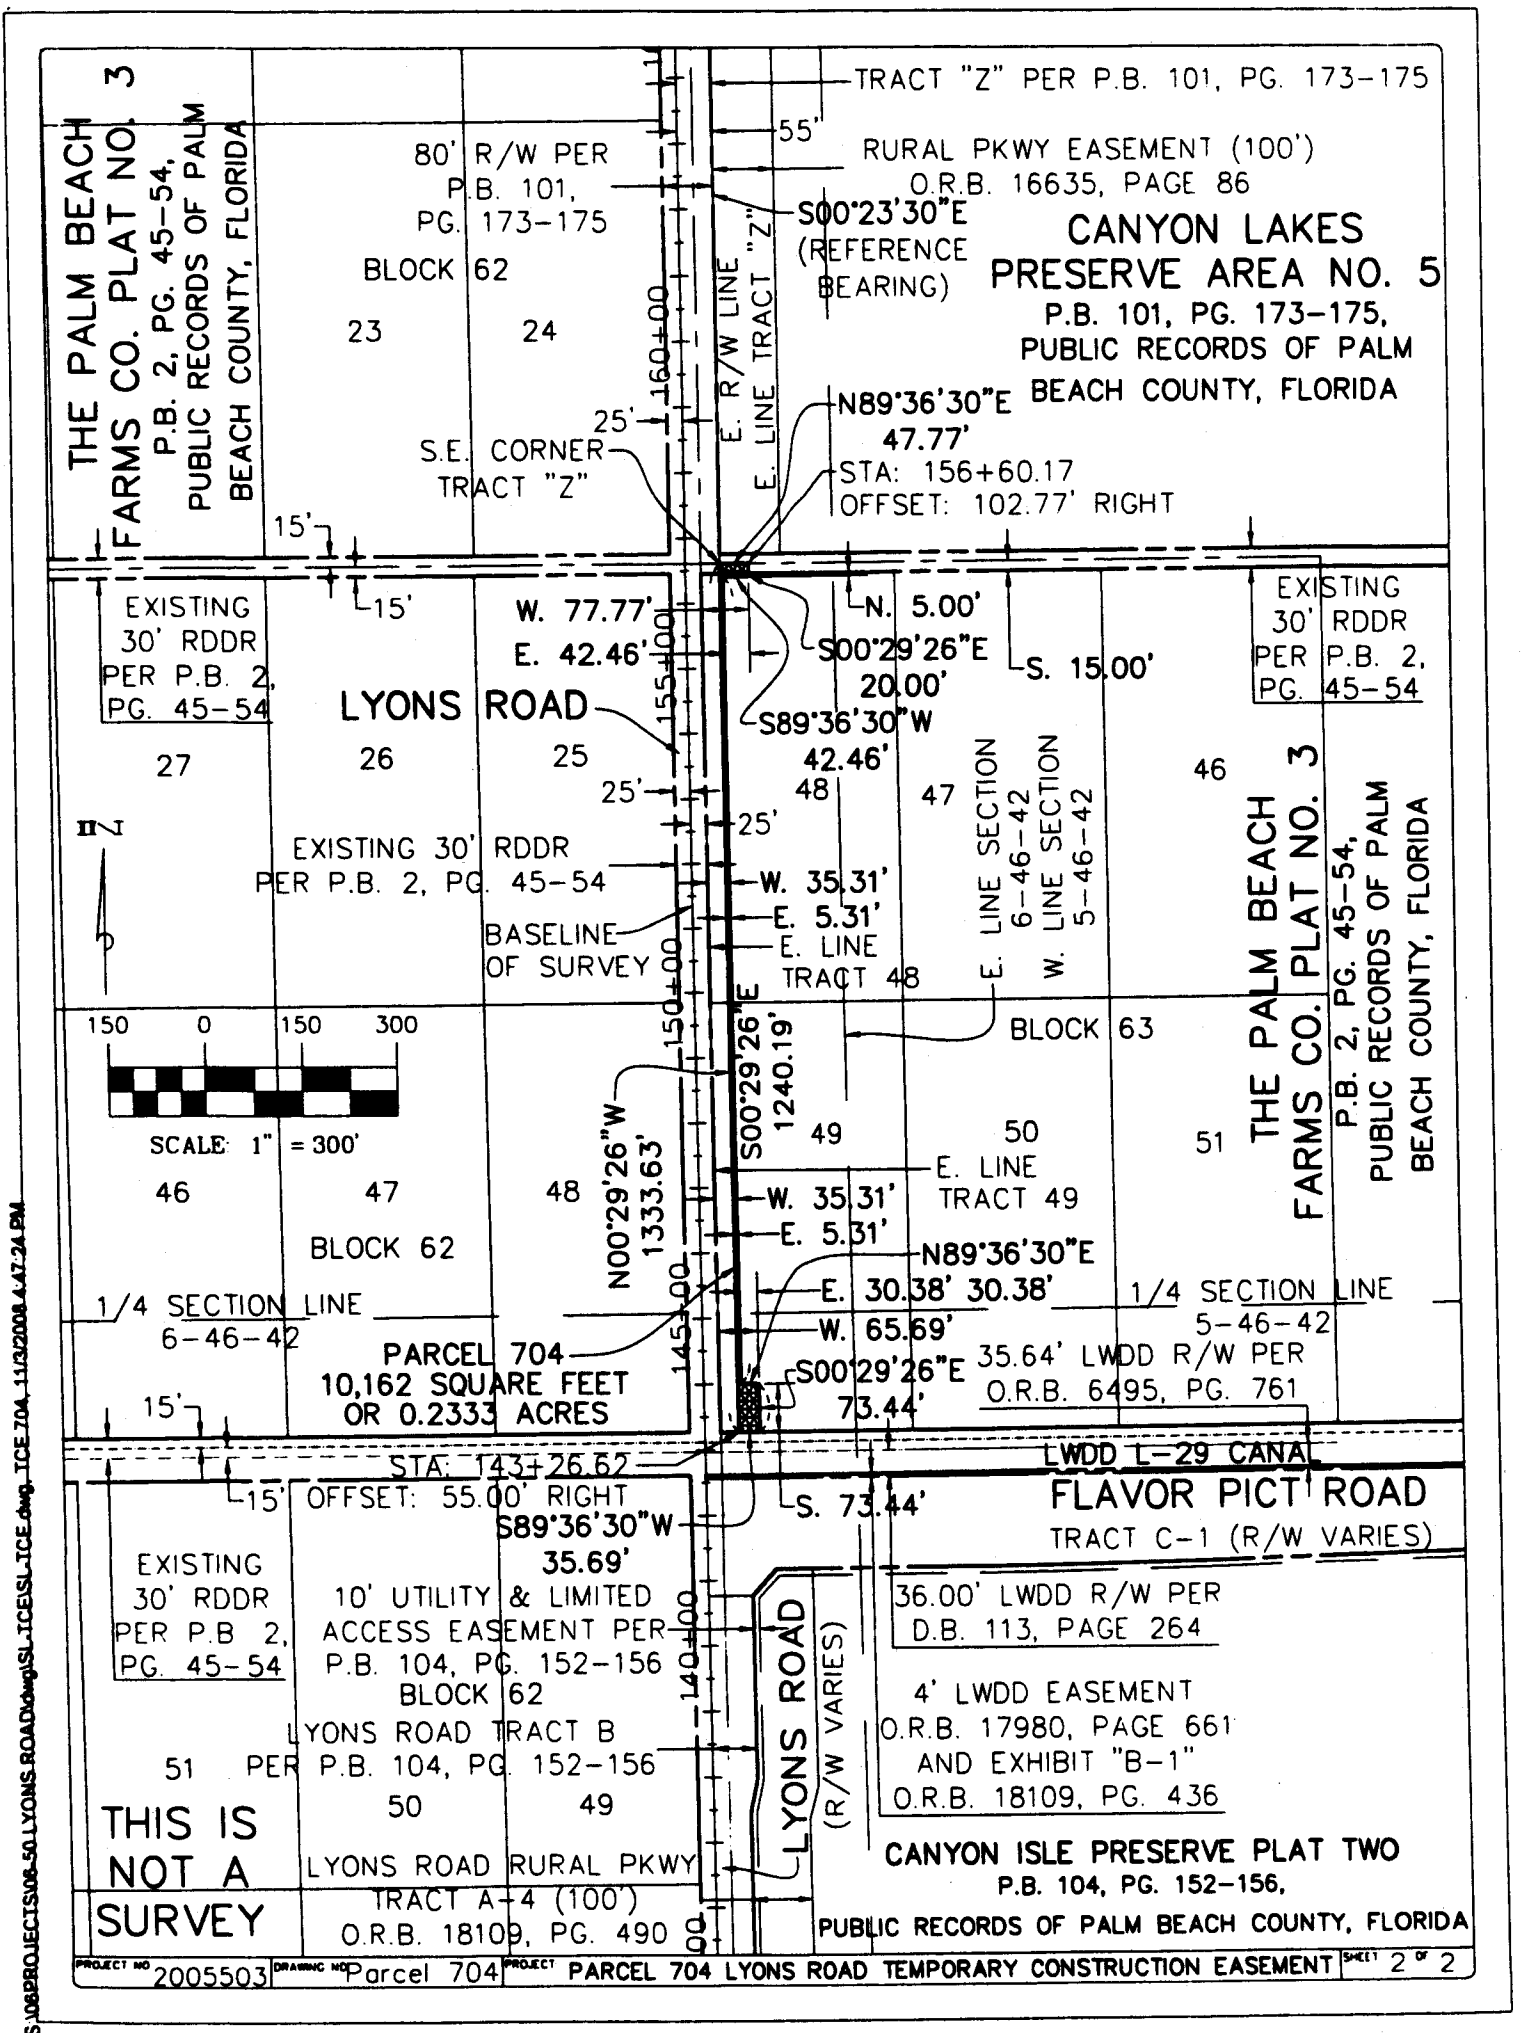 THE PALM BEACH
FARMS CO. PLAT NO. 3
P.B. 2, PG. 45-54,
PUBLIC RECORDS OF PALM
BEACH COUNTY, FLORIDA
80' R/W PER
P.B. 101,
PG. 173-175
BLOCK 62
23
24
TRACT "Z" PER P.B. 101, PG. 173-175
55'
RURAL PKWY EASEMENT (100')
O.R.B. 16635, PAGE 86
S00°23'30"E
(REFERENCE
BEARING)
CANYON LAKES
PRESERVE AREA NO. 5
P.B. 101, PG. 173-175,
PUBLIC RECORDS OF PALM
BEACH COUNTY, FLORIDA
E. R/W LINE
E. LINE TRACT "Z"
160+00
25'
S.E. CORNER
TRACT "Z"
N89°36'30"E
47.77'
STA: 156+60.17
OFFSET: 102.77' RIGHT
15'
15'
EXISTING
30' RDDR
PER P.B. 2,
PG. 45-54
W. 77.77'
E. 42.46'
N. 5.00'
S00°29'26"E
20.00'
S. 15.00'
EXISTING
30' RDDR
PER P.B. 2,
PG. 45-54
LYONS ROAD
155+00
S89°36'30"W
42.46'
27
26
25
48
47
46
E. LINE SECTION
6-46-42
W. LINE SECTION
5-46-42
25'
25'
N
EXISTING 30' RDDR
PER P.B. 2, PG. 45-54
W. 35.31'
E. 5.31'
BASELINE
OF SURVEY
E. LINE
TRACT 48
THE PALM BEACH
FARMS CO. PLAT NO. 3
P.B. 2, PG. 45-54,
PUBLIC RECORDS OF PALM
BEACH COUNTY, FLORIDA
150+00
150 0 150 300
SCALE: 1" = 300'
S00°29'26"E
1240.19'
BLOCK 63
N00°29'26"W
1333.63'
49
50
51
46
47
48
BLOCK 62
E. LINE
TRACT 49
W. 35.31'
E. 5.31'
N89°36'30"E
E. 30.38' 30.38'
W. 65.69'
145+00
1/4 SECTION LINE
6-46-42
1/4 SECTION LINE
5-46-42
PARCEL 704
10,162 SQUARE FEET
OR 0.2333 ACRES
S00°29'26"E
73.44'
35.64' LWDD R/W PER
O.R.B. 6495, PG. 761
15'
15'
STA: 143+26.62
OFFSET: 55.00' RIGHT
LWDD L-29 CANAL
FLAVOR PICT ROAD
TRACT C-1 (R/W VARIES)
S. 73.44'
S89°36'30"W
35.69'
EXISTING
30' RDDR
PER P.B 2,
PG. 45-54
10' UTILITY & LIMITED
ACCESS EASEMENT PER
P.B. 104, PG. 152-156
BLOCK 62
140+00
LYONS ROAD
(R/W VARIES)
36.00' LWDD R/W PER
D.B. 113, PAGE 264
4' LWDD EASEMENT
O.R.B. 17980, PAGE 661
AND EXHIBIT "B-1"
O.R.B. 18109, PG. 436
LYONS ROAD TRACT B
PER P.B. 104, PG. 152-156
51
50
49
THIS IS
NOT A
SURVEY
LYONS ROAD RURAL PKWY
TRACT A-4 (100')
O.R.B. 18109, PG. 490
00
CANYON ISLE PRESERVE PLAT TWO
P.B. 104, PG. 152-156,
PUBLIC RECORDS OF PALM BEACH COUNTY, FLORIDA
PROJECT NO 2005503 DRAWING NO Parcel 704 PROJECT PARCEL 704 LYONS ROAD TEMPORARY CONSTRUCTION EASEMENT SHEET 2 OF 2
S:\06PROJECTS\06-50 LYONS ROAD\dwg\SL_TCE\SL_TCE.dwg, TCE 704, 11/3/2008 4:47:24 PM